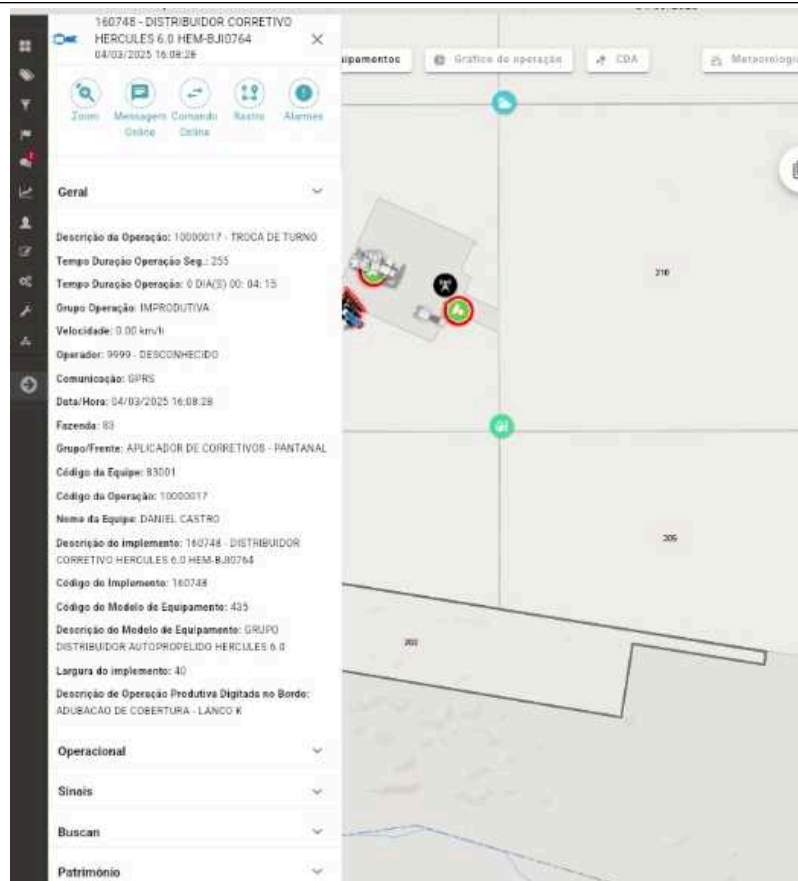 160748 - DISTRIBUIDOR CORRETIVO
HERCULES 6.0 HEM-BJI0764
04/03/2025 16:08:28
Zoom
Mensagem Online
Comando Online
Rastro
Alarmes
Geral
Descrição da Operação: 10000017 - TROCA DE TURNO
Tempo Duração Operação Seg.: 255
Tempo Duração Operação: 0 DIA(S) 00: 04: 15
Grupo Operação: IMPRODUTIVA
Velocidade: 0.00 km/h
Operador: 9999 - DESCONHECIDO
Comunicação: GPRS
Data/Hora: 04/03/2025 16:08:28
Fazenda: 83
Grupo/Frente: APLICADOR DE CORRETIVOS - PANTANAL
Código da Equipe: 83001
Código da Operação: 10000017
Nome da Equipe: DANIEL CASTRO
Descrição do implemento: 160748 - DISTRIBUIDOR
CORRETIVO HERCULES 6.0 HEM-BJI0764
Código do Implemento: 160748
Código do Modelo de Equipamento: 435
Descrição do Modelo de Equipamento: GRUPO
DISTRIBUIDOR AUTOPROPELIDO HERCULES 6.0
Largura do implemento: 40
Descrição de Operação Produtiva Digitada no Bordo:
ADUBACAO DE COBERTURA - LANCO K
Operacional
Sinais
Buscan
Patrimônio
uipamentos
Gráfico de operação
CDA
Meteorologia
210
205
202